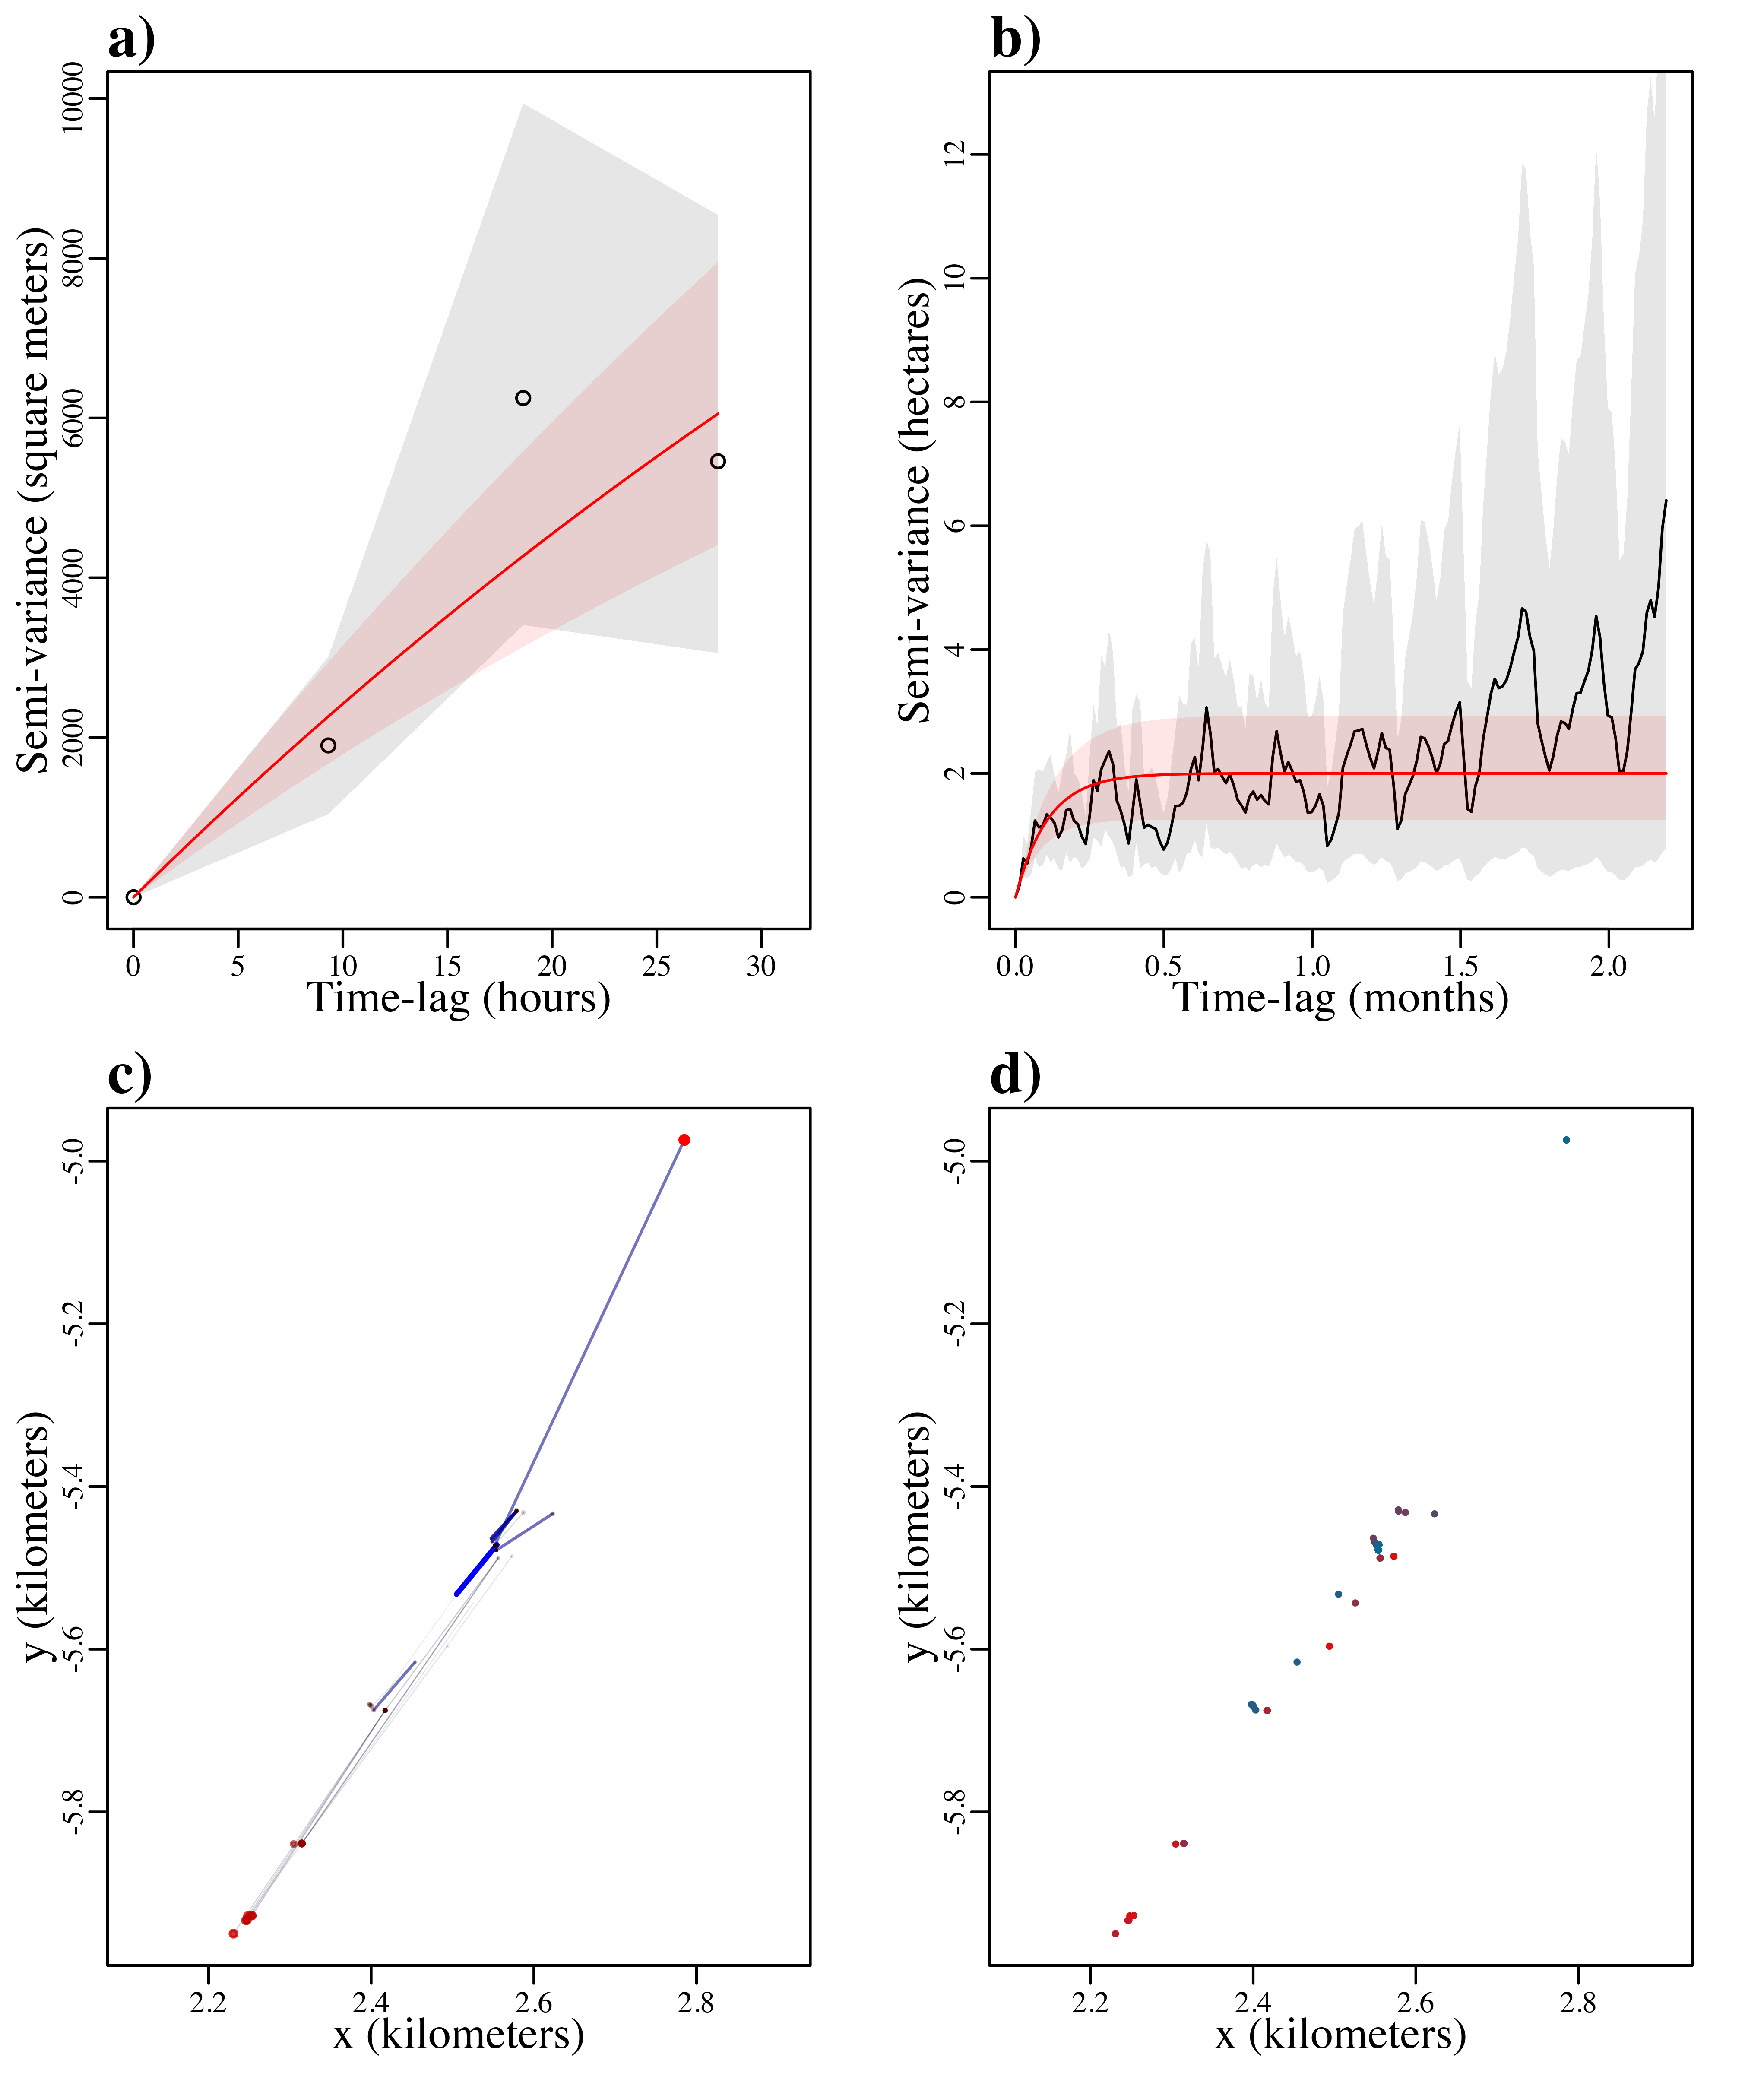 a)
Semi-variance (square meters)
10000
8000
6000
4000
2000
0
0 5 10 15 20 25 30
Time-lag (hours)
b)
Semi-variance (hectares)
12
10
8
6
4
2
0
0.0 0.5 1.0 1.5 2.0
Time-lag (months)
c)
y (kilometers)
-5.0
-5.2
-5.4
-5.6
-5.8
2.2 2.4 2.6 2.8
x (kilometers)
d)
y (kilometers)
-5.0
-5.2
-5.4
-5.6
-5.8
2.2 2.4 2.6 2.8
x (kilometers)